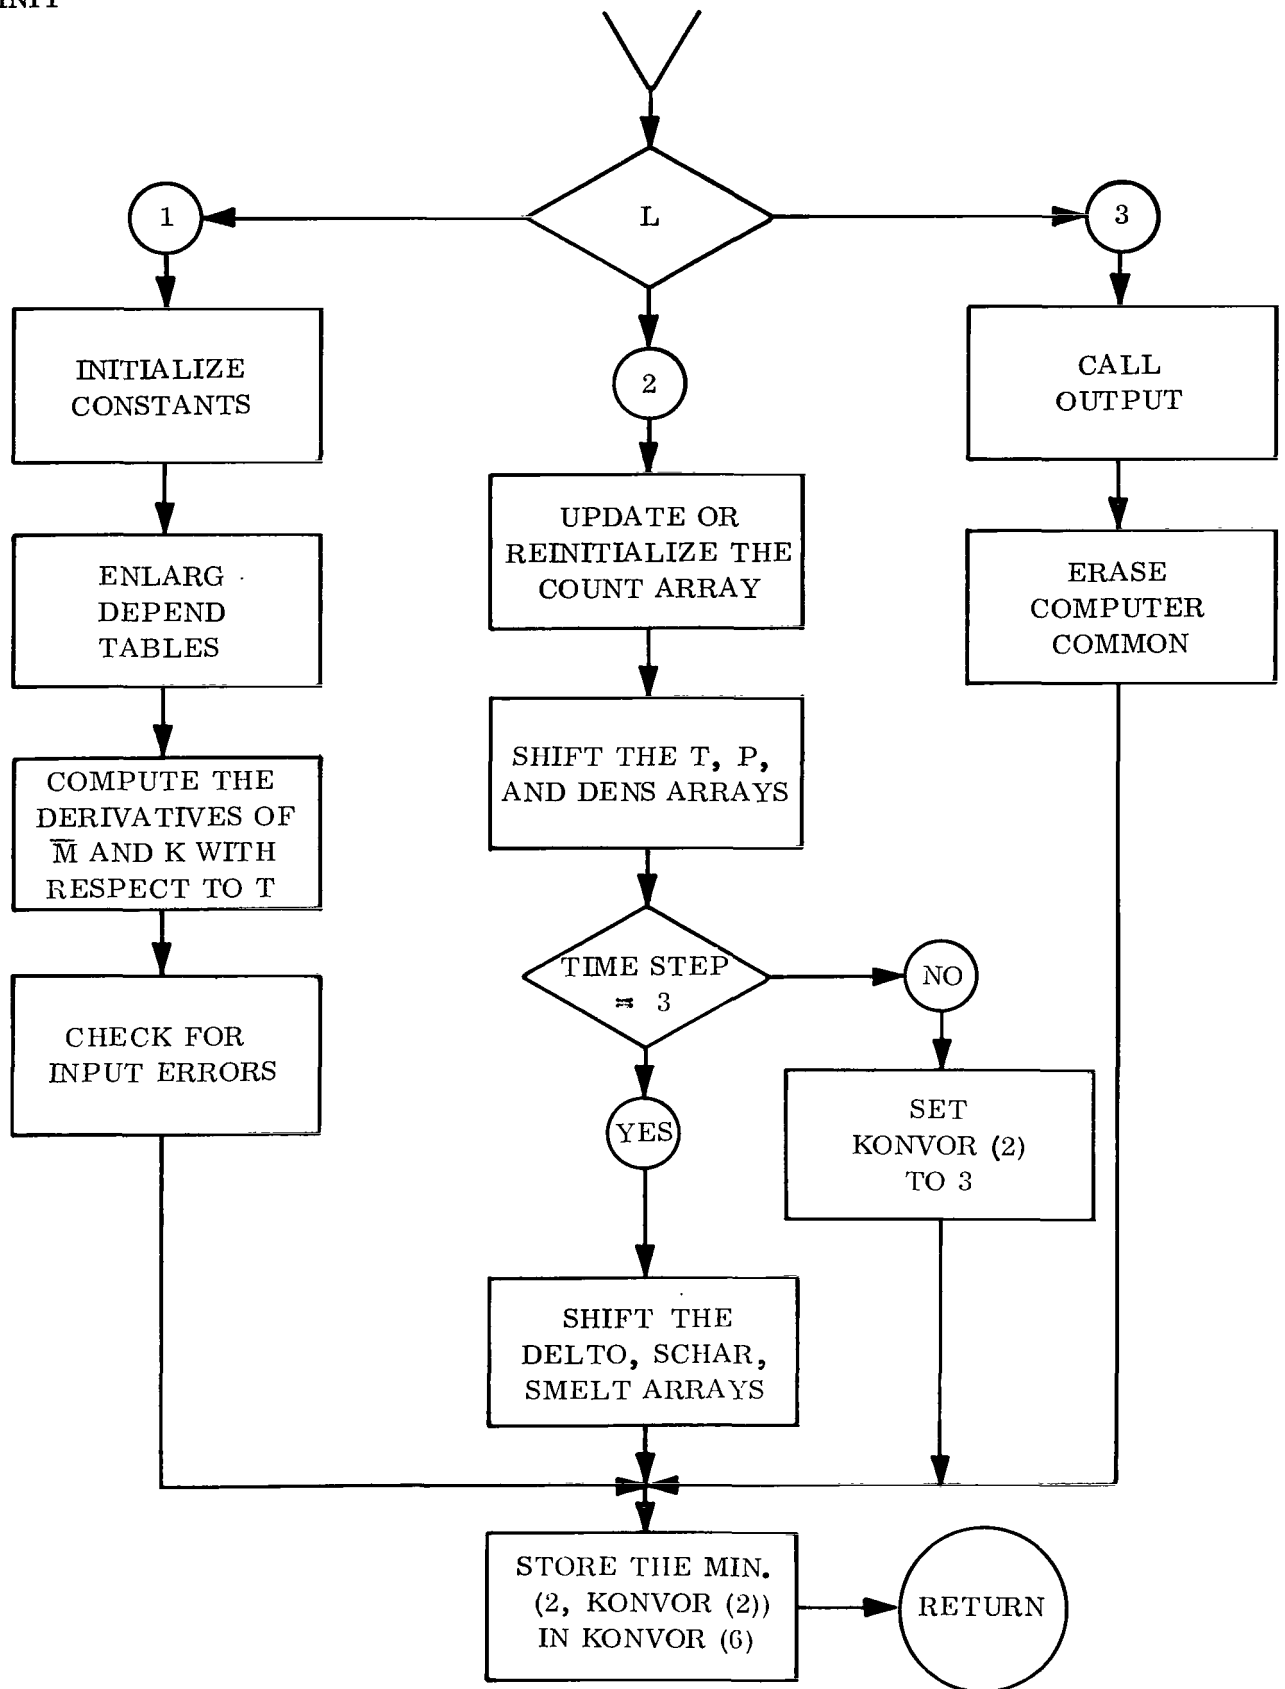 L
1
3
INITIALIZE
CONSTANTS
CALL
OUTPUT
2
ENLARG
DEPEND
TABLES
UPDATE OR
REINITIALIZE THE
COUNT ARRAY
ERASE
COMPUTER
COMMON
COMPUTE THE
DERIVATIVES OF
M̅ AND K WITH
RESPECT TO T
SHIFT THE T, P,
AND DENS ARRAYS
CHECK FOR
INPUT ERRORS
TIME STEP
= 3
NO
YES
SET
KONVOR (2)
TO 3
SHIFT THE
DELTO, SCHAR,
SMELT ARRAYS
STORE THE MIN.
(2, KONVOR (2))
IN KONVOR (6)
RETURN